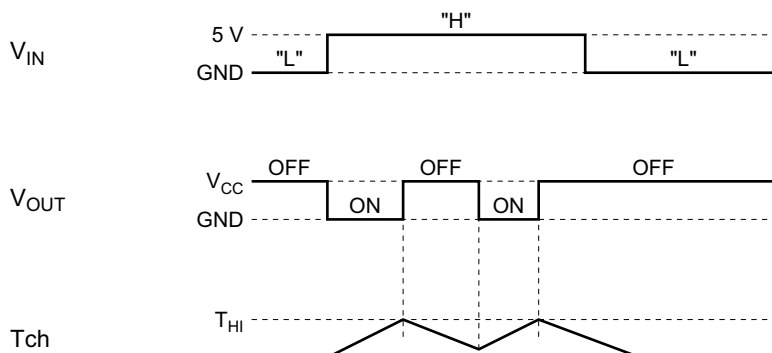 "H"
5 V
V_IN
"L"
"L"
GND
OFF
OFF
OFF
V_CC
V_OUT
ON
ON
GND
T_HI
Tch